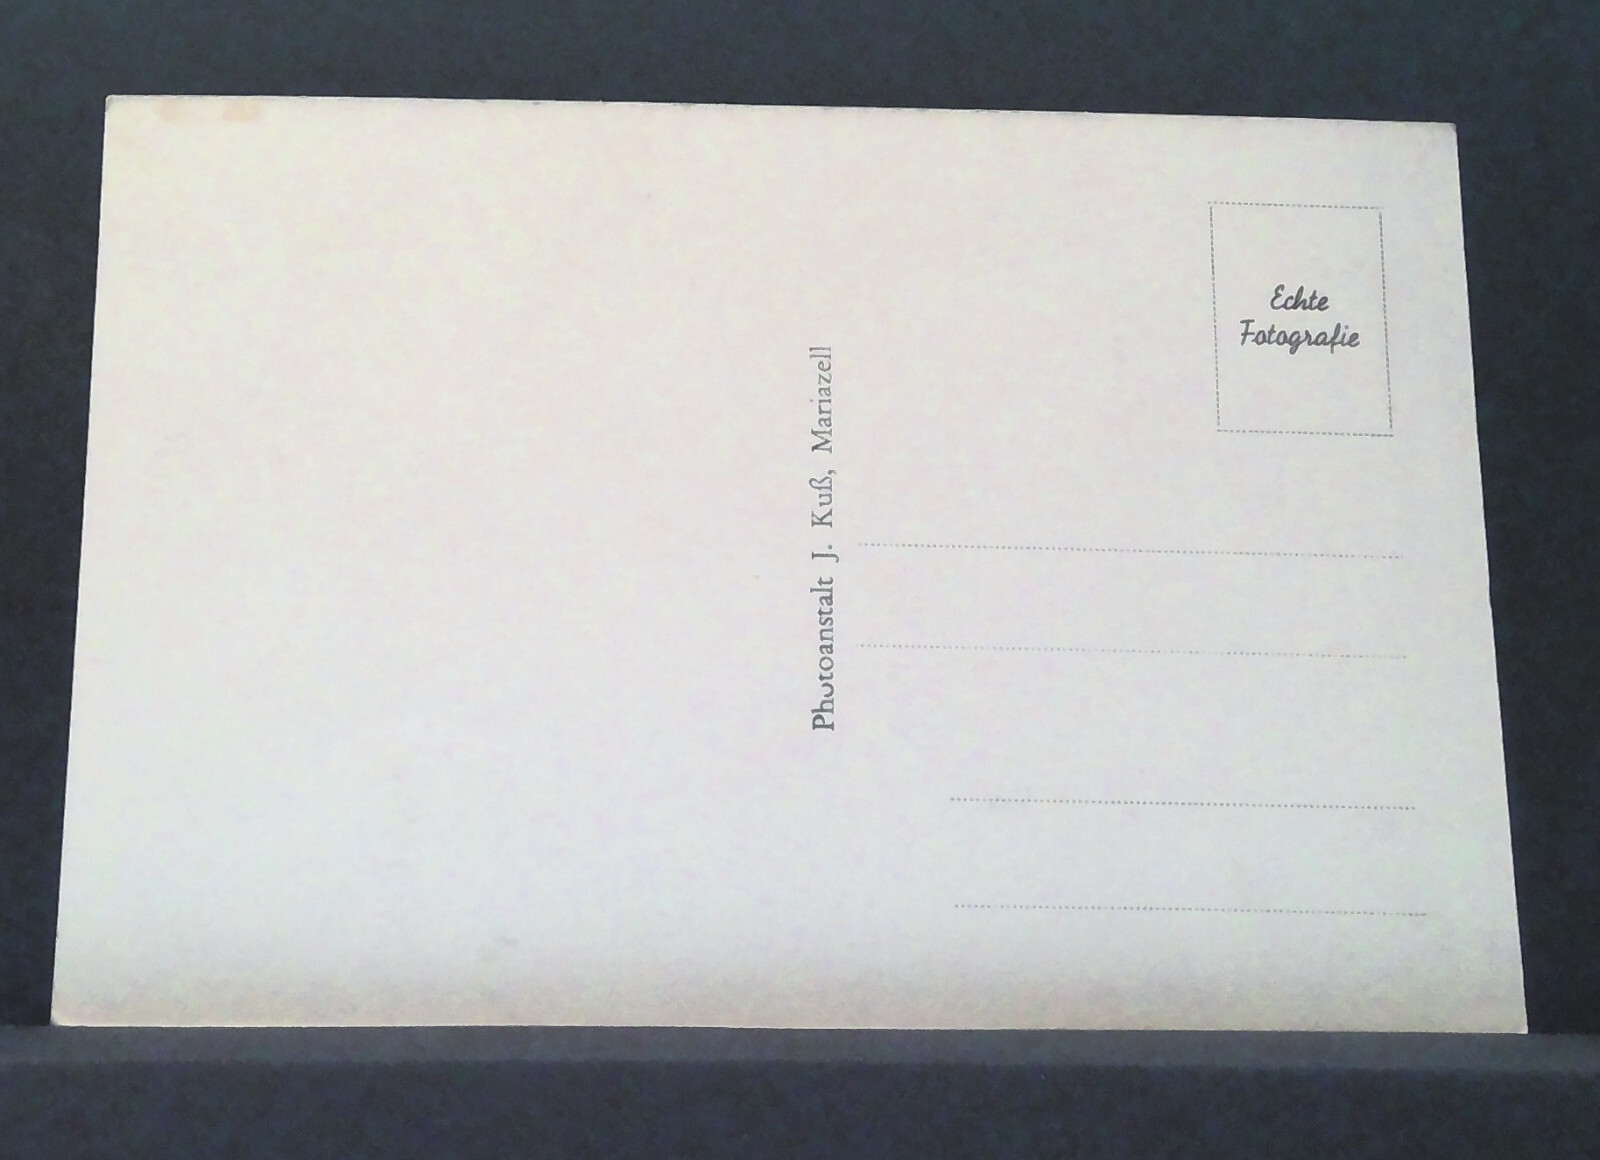 Echte
Fotografie
Photoanstalt J. Kuß, Mariazell